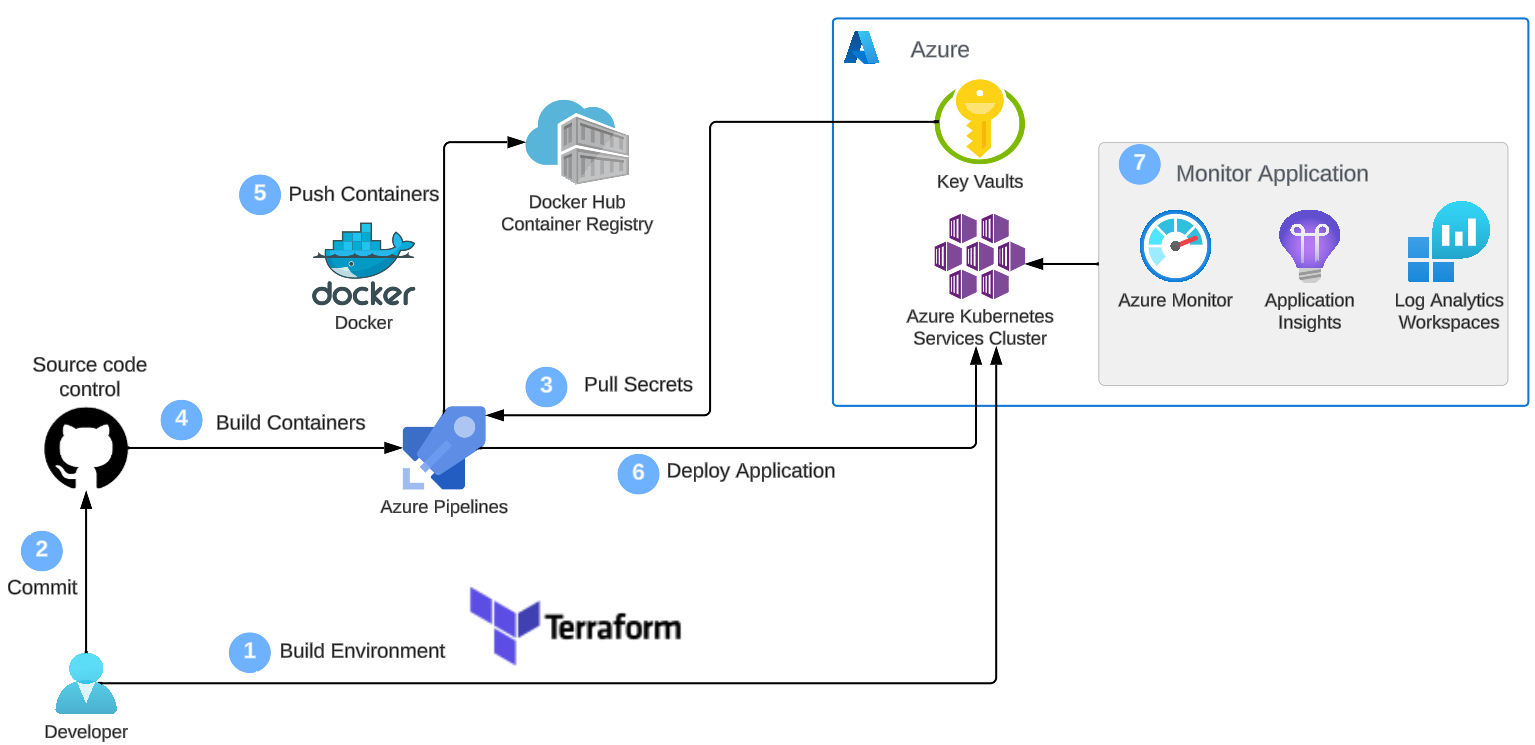 Azure
Key Vaults
7
Monitor Application
Azure Monitor
Application
Insights
Log Analytics
Workspaces
Azure Kubernetes
Services Cluster
Docker Hub
Container Registry
5
Push Containers
docker
Docker
3
Pull Secrets
Source code
control
4
Build Containers
Azure Pipelines
6
Deploy Application
2
Commit
1
Build Environment
Terraform
Developer